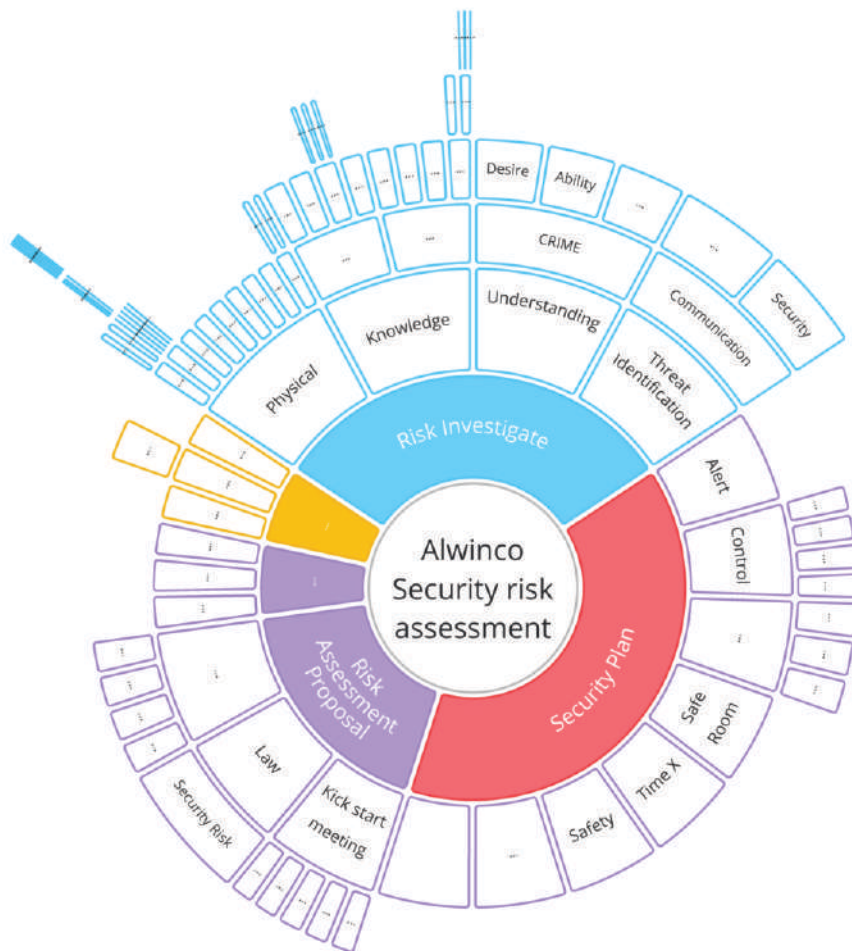 Alwinco
Security risk
assessment
Risk Investigate
Physical
Knowledge
Understanding
CRIME
Desire
Ability
...
Threat
identification
Communication
...
Security
Security Plan
Alert
Control
...
Safe
Room
Time X
Safety
...
Risk
Assessment
Proposal
Kick start
meeting
Law
Security Risk
...